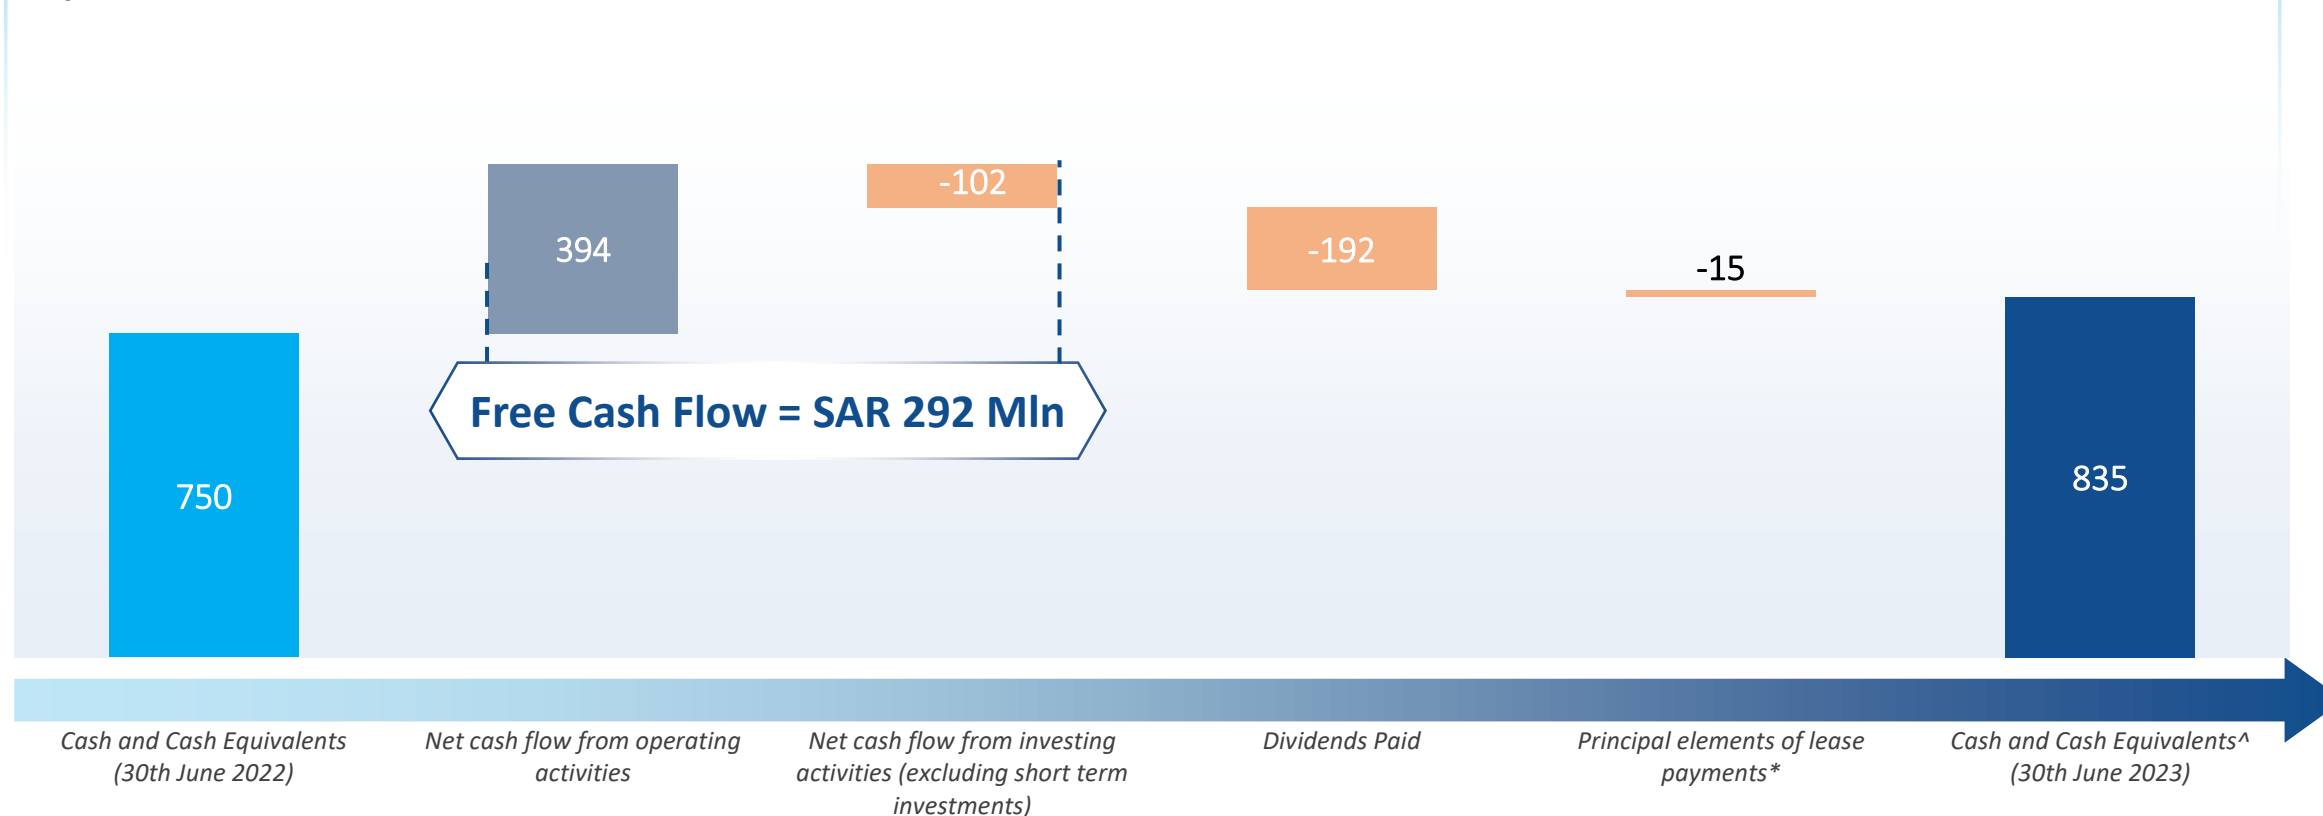 -102
394
-192
-15
Free Cash Flow = SAR 292 Mln
750
835
Cash and Cash Equivalents
(30th June 2022)
Net cash flow from operating
activities
Net cash flow from investing
activities (excluding short term
investments)
Dividends Paid
Principal elements of lease
payments*
Cash and Cash Equivalents^
(30th June 2023)